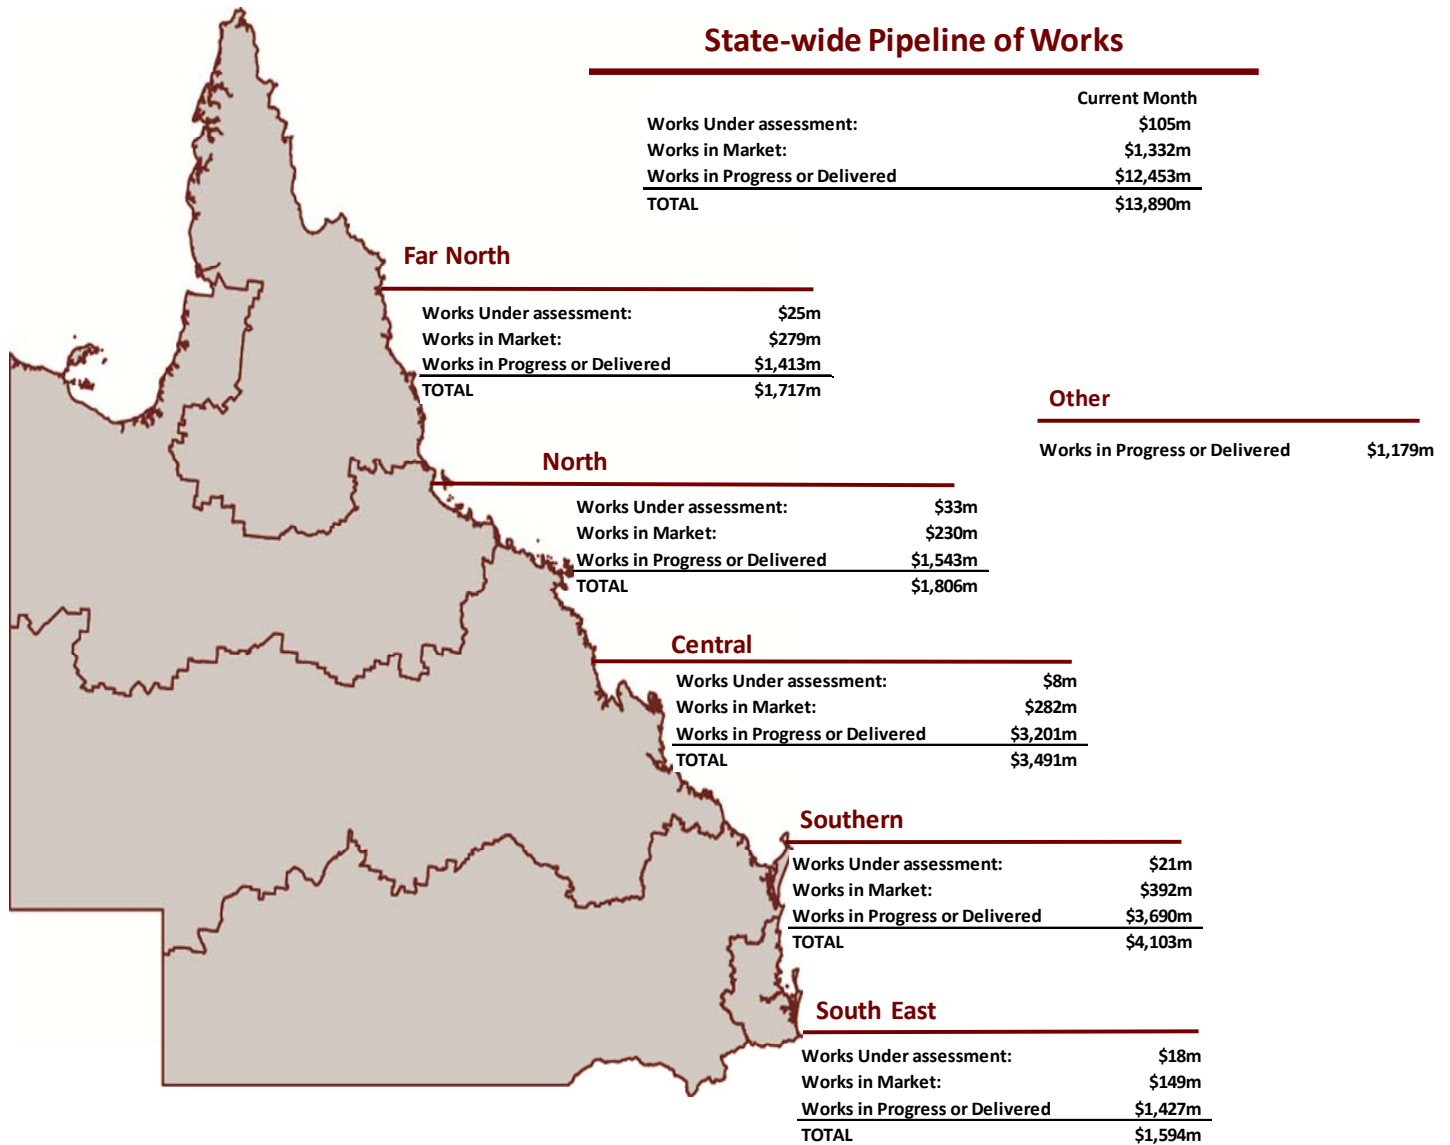 State-wide Pipeline of Works
Current Month
Works Under assessment: $105m
Works in Market: $1,332m
Works in Progress or Delivered $12,453m
TOTAL $13,890m
Far North
Works Under assessment: $25m
Works in Market: $279m
Works in Progress or Delivered $1,413m
TOTAL $1,717m
Other
Works in Progress or Delivered $1,179m
North
Works Under assessment: $33m
Works in Market: $230m
Works in Progress or Delivered $1,543m
TOTAL $1,806m
Central
Works Under assessment: $8m
Works in Market: $282m
Works in Progress or Delivered $3,201m
TOTAL $3,491m
Southern
Works Under assessment: $21m
Works in Market: $392m
Works in Progress or Delivered $3,690m
TOTAL $4,103m
South East
Works Under assessment: $18m
Works in Market: $149m
Works in Progress or Delivered $1,427m
TOTAL $1,594m